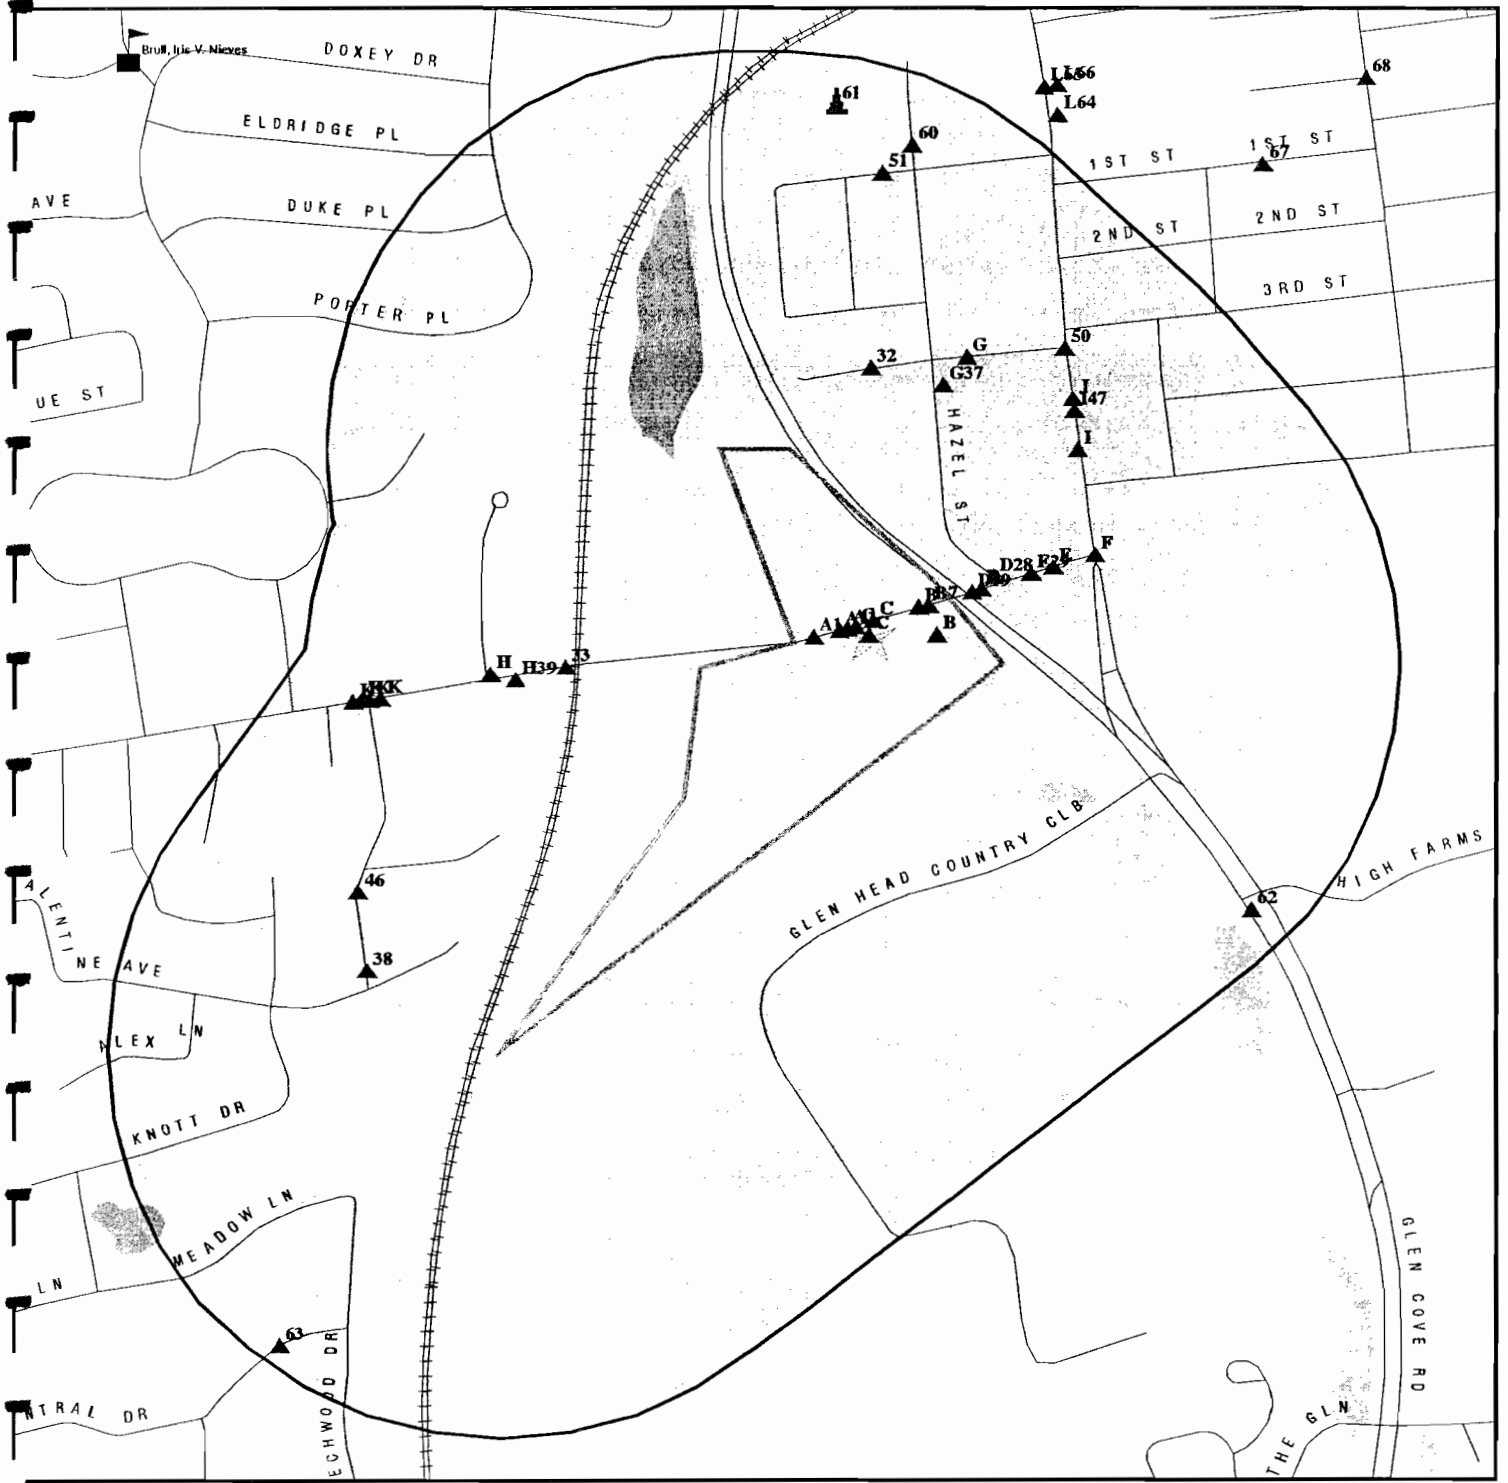 Brull, Iris V. Nieves
DOXEY DR
61
L66
68
L64
ELDRIDGE PL
60
51
1ST ST
1ST ST
67
AVE
DUKE PL
2ND ST
2ND ST
3RD ST
PORTER PL
50
G
32
G37
UE ST
I
I47
HAZEL ST
I
F
D28
C
B
H
H39
33
K
GLEN HEAD COUNTRY CLB
HIGH FARMS
46
62
ALENTINE AVE
38
ALEX LN
KNOTT DR
MEADOW LN
LN
GLEN COVE RD
63
ECHWOOD DR
NTRAL DR
THE GLN